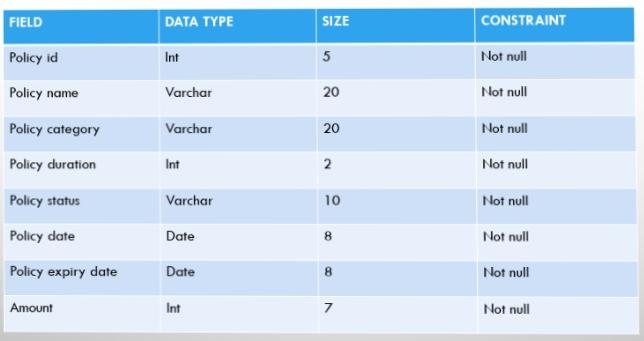 FIELD DATA TYPE SIZE CONSTRAINT
Policy id Int 5 Not null
Policy name Varchar 20 Not null
Policy category Varchar 20 Not null
Policy duration Int 2 Not null
Policy status Varchar 10 Not null
Policy date Date 8 Not null
Policy expiry date Date 8 Not null
Amount Int 7 Not null